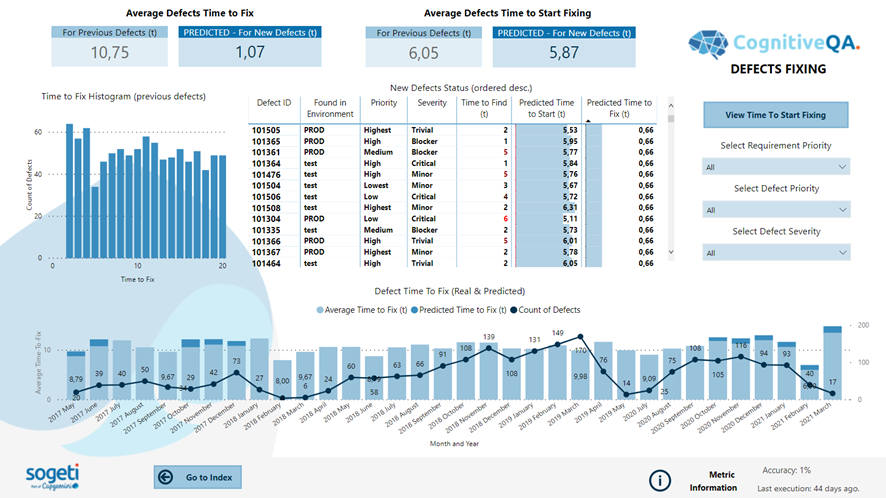 Average Defects Time to Fix
For Previous Defects (t)
10,75
PREDICTED - For New Defects (t)
1,07
Average Defects Time to Start Fixing
For Previous Defects (t)
6,05
PREDICTED - For New Defects (t)
5,87
CognitiveQA.
DEFECTS FIXING
View Time To Start Fixing
Select Requirement Priority
All
Select Defect Priority
All
Select Defect Severity
All
Time to Fix Histogram (previous defects)
Count of Defects
60
40
20
0
0 10 20
Time to Fix
New Defects Status (ordered desc.)
Defect ID Found in Environment Priority Severity Time to Find (t) Predicted Time to Start (t) Predicted Time to Fix (t)
101505 PROD Highest Trivial 2 5,53 0,66
101365 PROD High Blocker 1 5,95 0,66
101361 PROD Medium Blocker 5 5,77 0,66
101364 test High Critical 1 5,84 0,66
101476 test High Minor 5 5,76 0,66
101504 test Lowest Minor 3 5,67 0,66
101506 test Low Critical 4 5,72 0,66
101508 test Highest Minor 2 6,31 0,66
101304 PROD Low Critical 6 5,11 0,66
101335 test Medium Blocker 2 5,73 0,66
101366 PROD High Trivial 5 6,01 0,66
101367 PROD Highest Minor 2 5,78 0,66
101464 test High Trivial 2 6,05 0,66
Defect Time To Fix (Real & Predicted)
Average Time to Fix (t) Predicted Time to Fix (t) Count of Defects
Average Time To Fix
10
0
200
100
0
8,79 20 39 40 50 9,67 29 34 29 42 73 27 8,00 9,67 6 24 60 58 63 66 91 108 139 108 131 149 170 9,98 76 14 9,09 25 75 108 105 116 94 93 40 17
2017 May 2017 June 2017 July 2017 August 2017 September 2017 October 2017 November 2017 December 2018 January 2018 February 2018 March 2018 April 2018 May 2018 June 2018 July 2018 August 2018 September 2018 October 2018 November 2018 December 2019 January 2019 February 2019 March 2019 April 2019 May 2020 July 2020 August 2020 September 2020 October 2020 November 2020 December 2021 January 2021 February 2021 March
Month and Year
sogeti
Part of Capgemini
Go to Index
Metric Information
Accuracy: 1%
Last execution: 44 days ago.